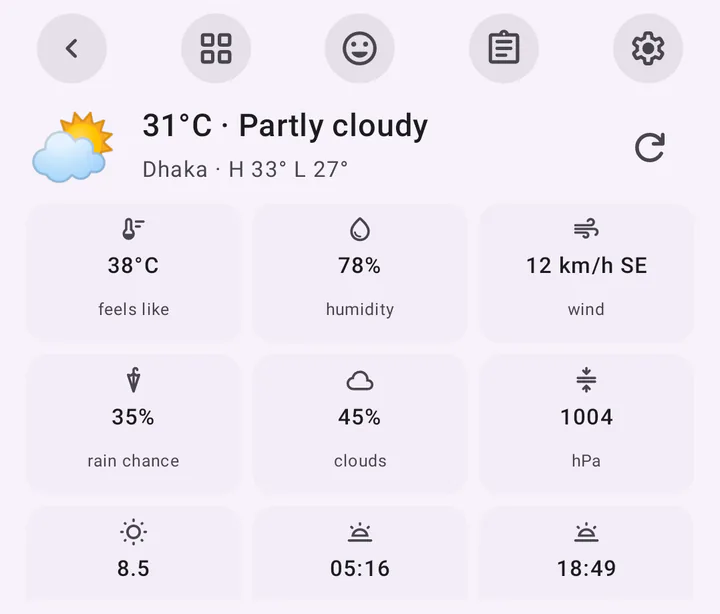 31°C · Partly cloudy
Dhaka · H 33° L 27°
38°C
feels like
78%
humidity
12 km/h SE
wind
35%
rain chance
45%
clouds
1004
hPa
8.5
05:16
18:49